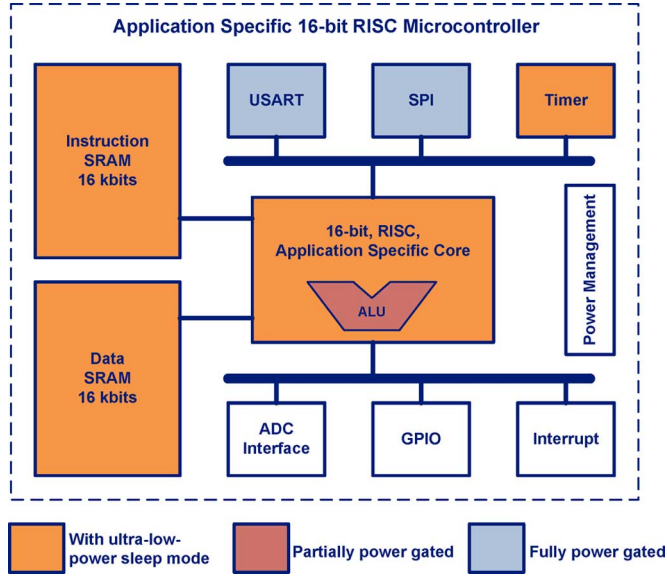 Application Specific 16-bit RISC Microcontroller
USART
SPI
Timer
Instruction
SRAM
16 kbits
16-bit, RISC,
Application Specific Core
ALU
Power Management
Data
SRAM
16 kbits
ADC
Interface
GPIO
Interrupt
With ultra-low-
power sleep mode
Partially power gated
Fully power gated